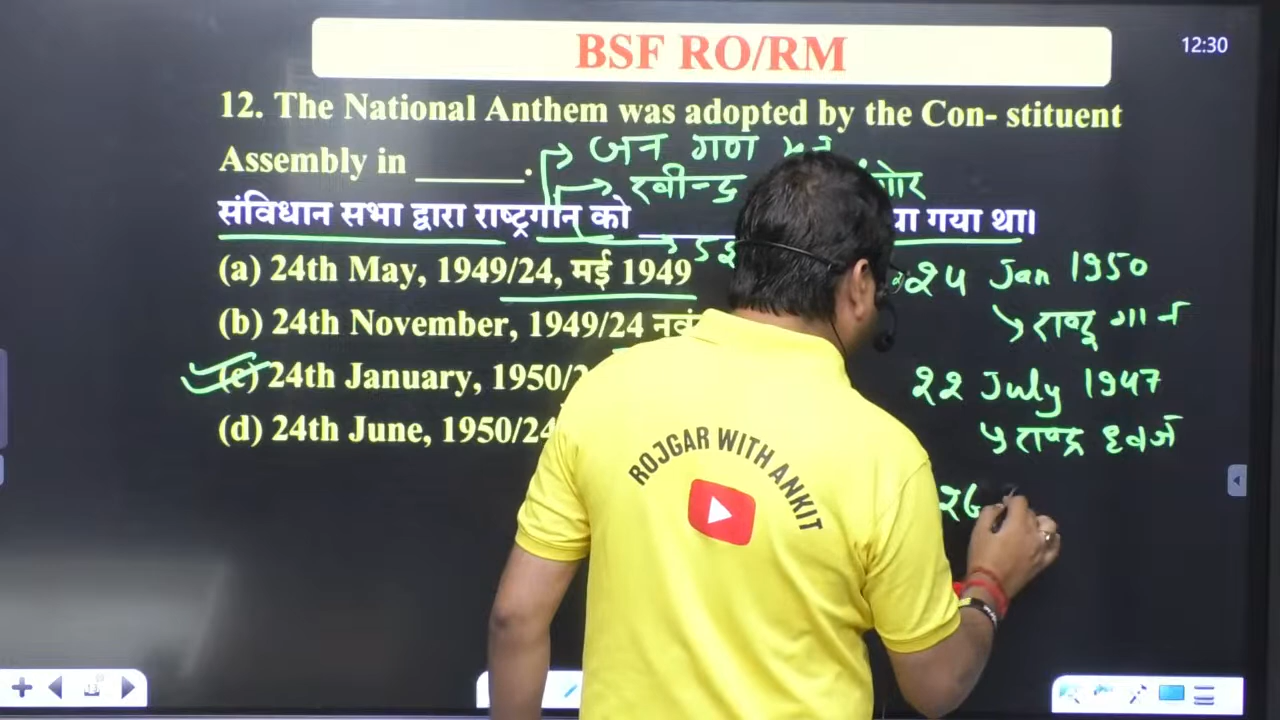 BSF RO/RM
12:30
12. The National Anthem was adopted by the Con- stituent
Assembly in ______.
जन गण
रवीन्द्र
संविधान सभा द्वारा राष्ट्रगान को
गया था।
(a) 24th May, 1949/24, मई 1949
(b) 24th November, 1949/24
(c) 24th January, 1950/2
(d) 24th June, 1950/24
24 Jan 1950
राष्ट्र गान
22 July 1947
राष्ट्र ध्वज
26
ROJGAR WITH ANKIT